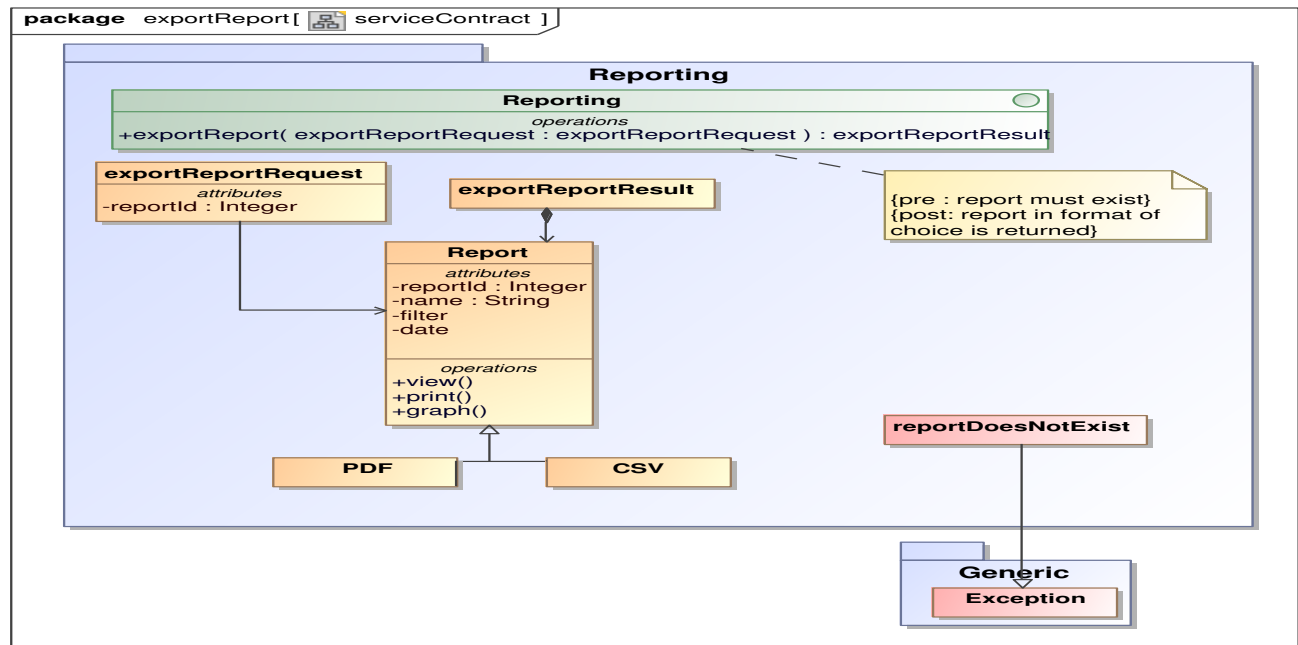 package exportReport[ serviceContract ]
Reporting
Reporting
operations
+exportReport( exportReportRequest : exportReportRequest ) : exportReportResult
exportReportRequest
attributes
-reportId : Integer
exportReportResult
{pre : report must exist}
{post: report in format of
choice is returned}
Report
attributes
-reportId : Integer
-name : String
-filter
-date
operations
+view()
+print()
+graph()
reportDoesNotExist
PDF
CSV
Generic
Exception